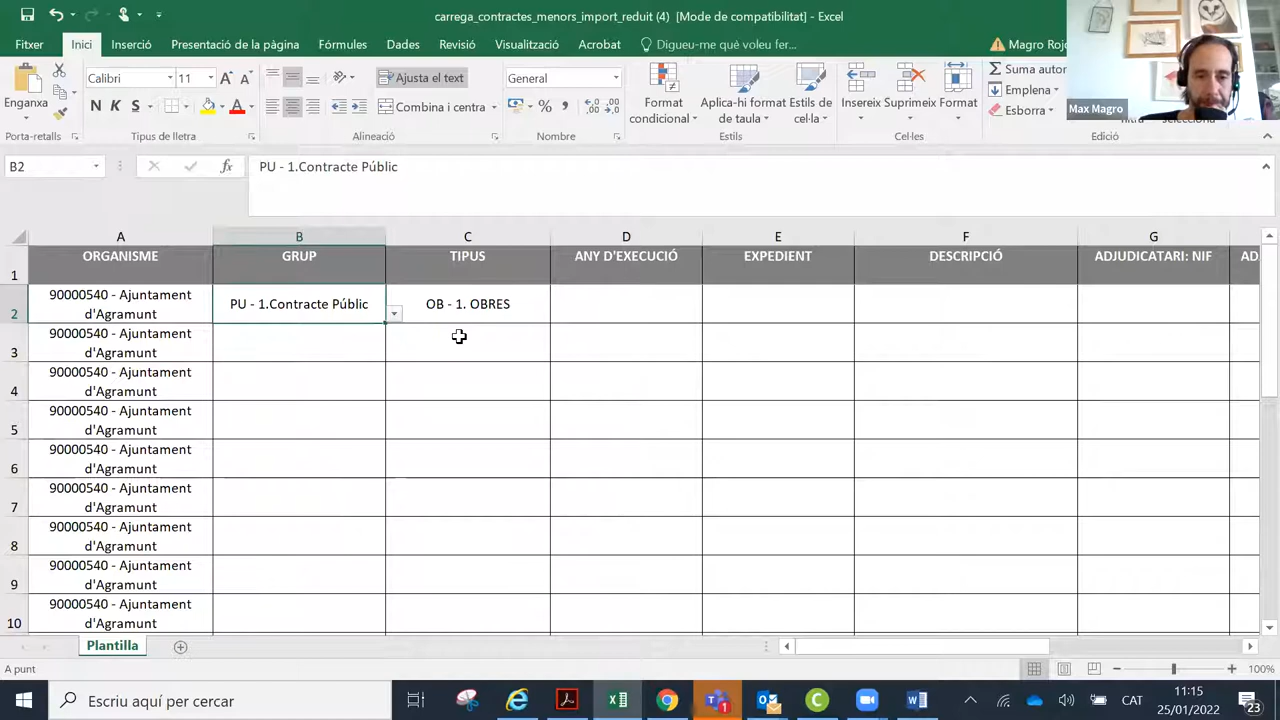 carrega_contractes_menors_import_reduit (4) [Mode de compatibilitat] - Excel
Fitxer Inici Inserció Presentació de la pàgina Fórmules Dades Revisió Visualització Acrobat Digueu-me què voleu fer... Magro
Max Magro
Enganxa
Calibri 11
N K S
Ajusta el text
Combina i centra
General
Format condicional
Aplica-hi format de taula
Estils de cel·la
Insereix Suprimeix Format
Suma
Emplena
Esborra
Porta-retalls Tipus de lletra Alineació Nombre Estils Cel·les Edició
B2 fx PU - 1.Contracte Públic
A B C D E F G
1 ORGANISME GRUP TIPUS ANY D'EXECUCIÓ EXPEDIENT DESCRIPCIÓ ADJUDICATARI: NIF AD
2 90000540 - Ajuntament d'Agramunt PU - 1.Contracte Públic OB - 1. OBRES
3 90000540 - Ajuntament d'Agramunt
4 90000540 - Ajuntament d'Agramunt
5 90000540 - Ajuntament d'Agramunt
6 90000540 - Ajuntament d'Agramunt
7 90000540 - Ajuntament d'Agramunt
8 90000540 - Ajuntament d'Agramunt
9 90000540 - Ajuntament d'Agramunt
10 90000540 - Ajuntament d'Agramunt
Plantilla
A punt 100%
Escriu aquí per cercar
CAT
11:15
25/01/2022
23